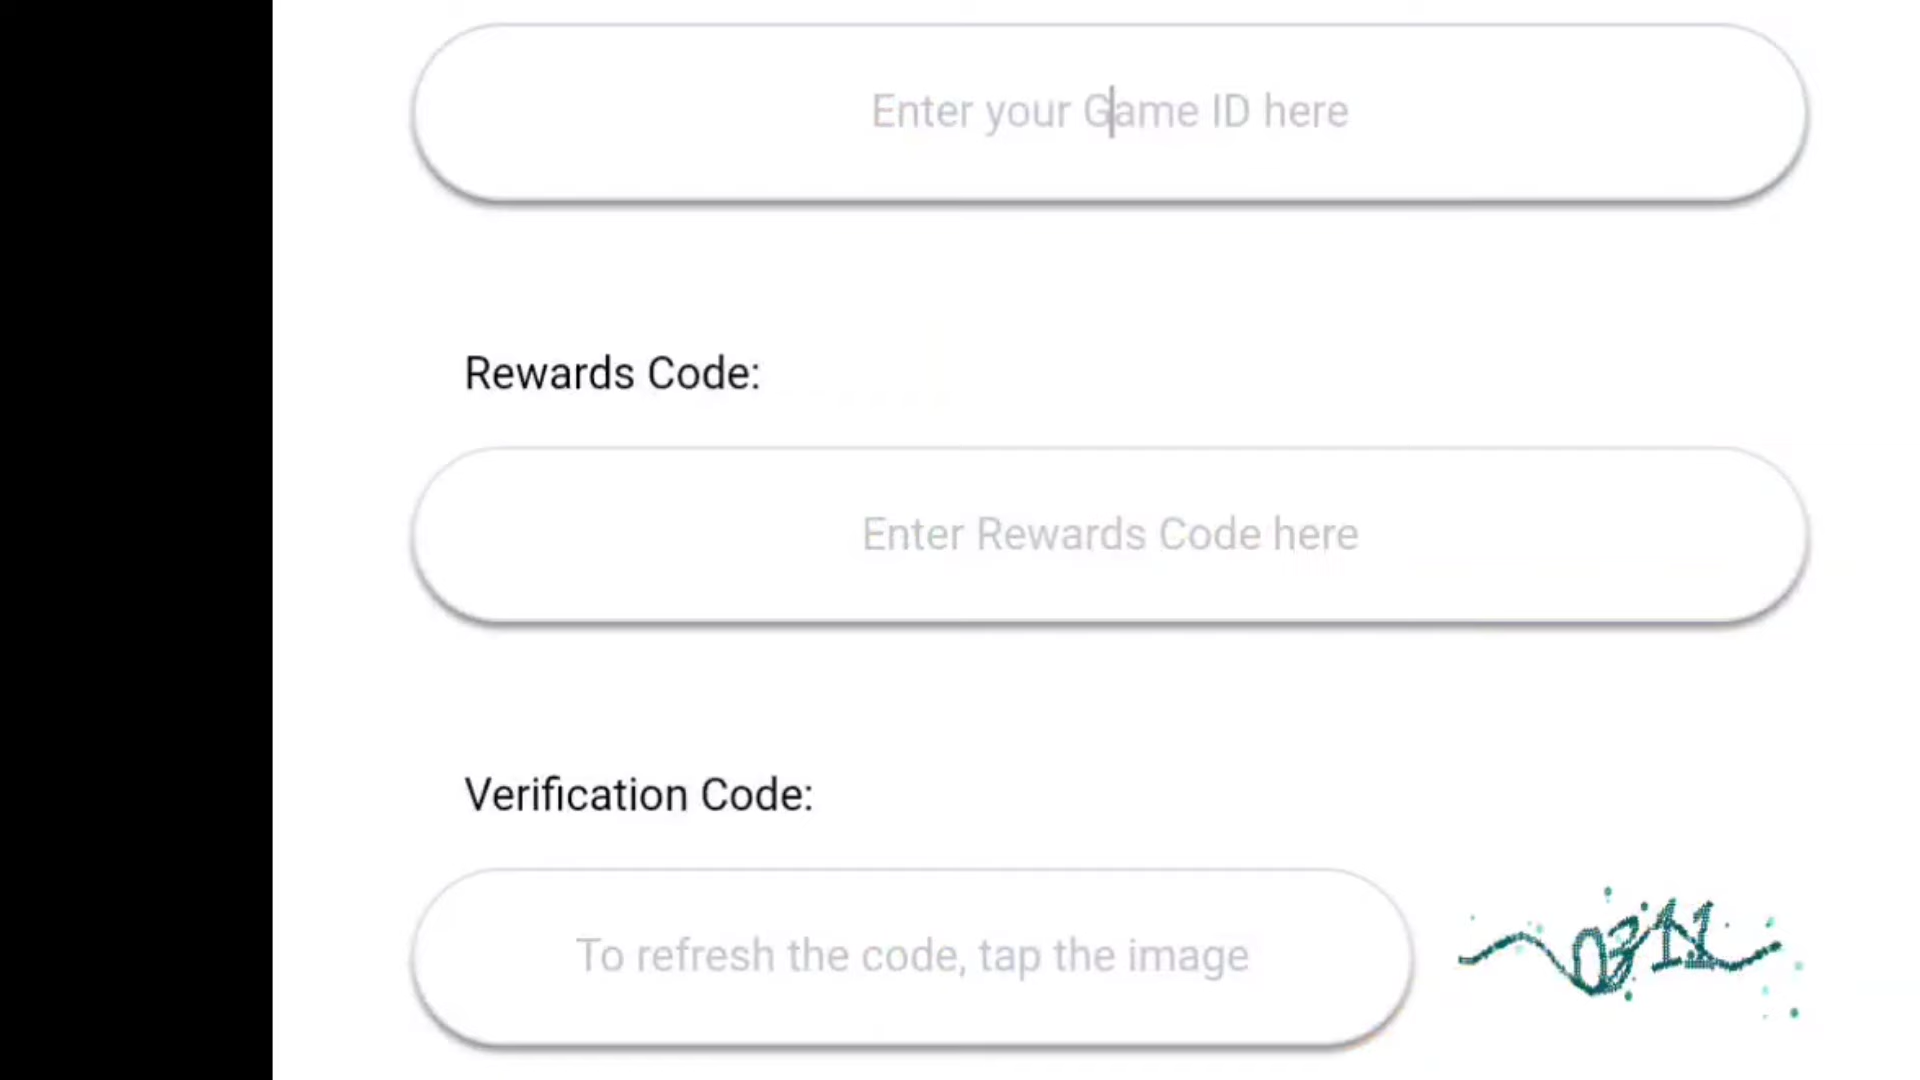 Enter your Game ID here
Rewards Code:
Enter Rewards Code here
Verification Code:
To refresh the code, tap the image